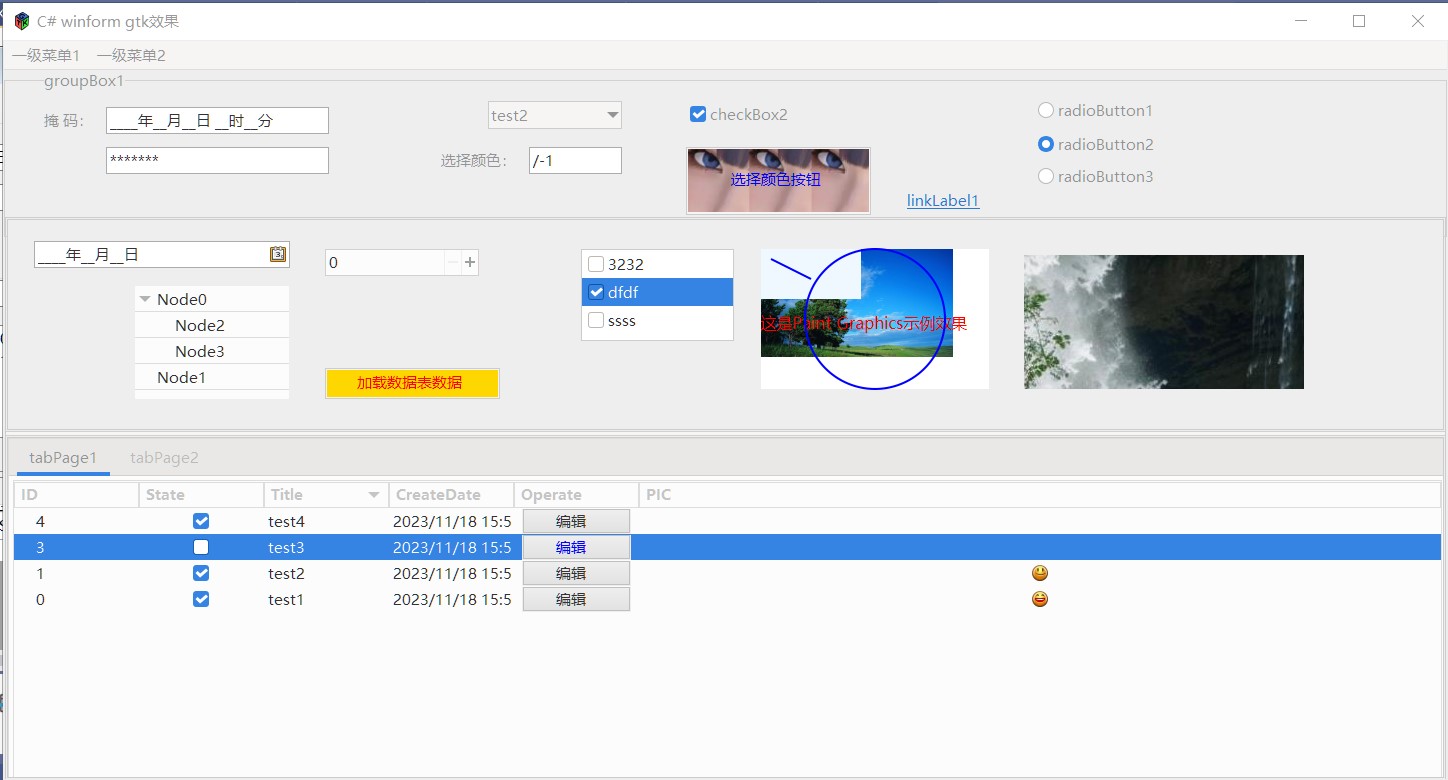 C# winform gtk效果
一级菜单1 一级菜单2
groupBox1
掩 码: ____年__月__日 __时__分
test2
checkBox2
radioButton1
*******
选择颜色: /-1
选择颜色按钮
linkLabel1
radioButton2
radioButton3
____年__月__日
0
3232
dfdf
ssss
Node0
Node2
Node3
Node1
加载数据表数据
这是Paint Graphics示例效果
tabPage1 tabPage2
ID State Title CreateDate Operate PIC
4 test4 2023/11/18 15:5 编辑
3 test3 2023/11/18 15:5 编辑
1 test2 2023/11/18 15:5 编辑
0 test1 2023/11/18 15:5 编辑